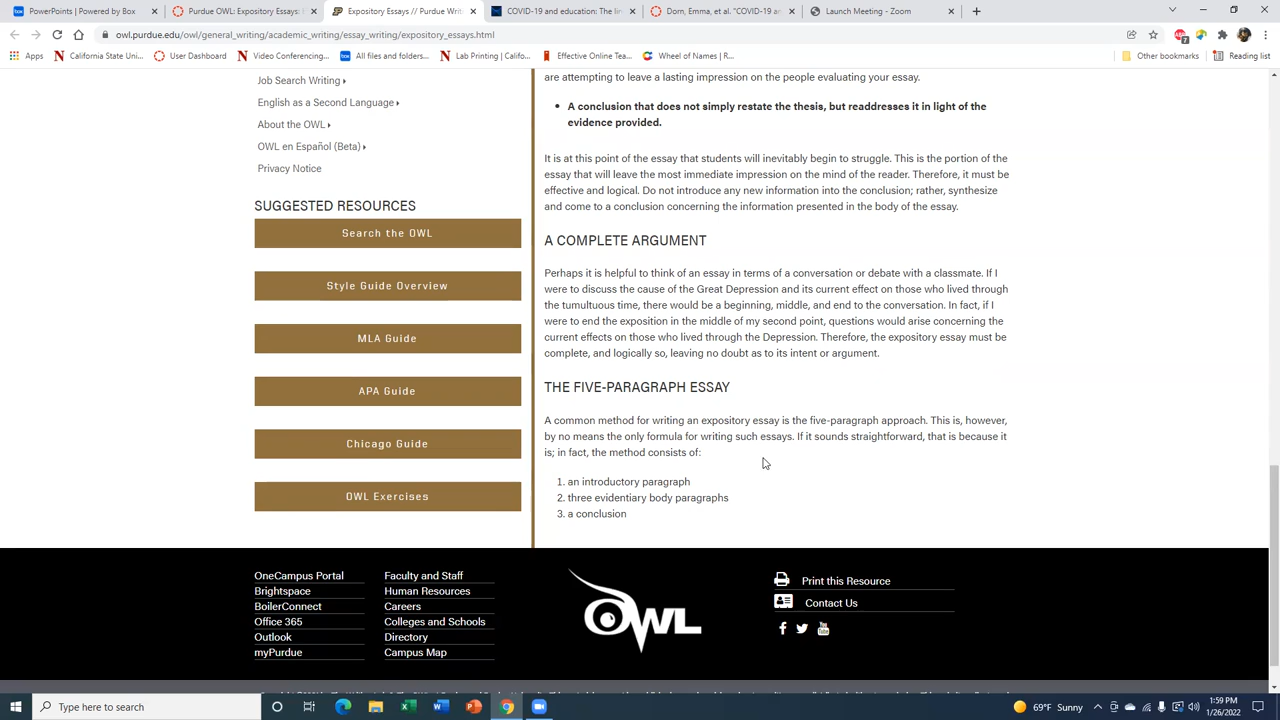 PowerPoints | Powered by Box
Purdue OWL: Expository Essays
Expository Essays // Purdue Writ
COVID-19 and education: The lin
Dorn, Emma, et al. "COVID-19 an
Launch Meeting - Zoom
owl.purdue.edu/owl/general_writing/academic_writing/essay_writing/expository_essays.html
Apps
California State Uni...
User Dashboard
Video Conferencing...
All files and folders...
Lab Printing | Califo...
Effective Online Tea...
Wheel of Names | R...
Other bookmarks
Reading list
Job Search Writing
English as a Second Language
About the OWL
OWL en Español (Beta)
Privacy Notice
SUGGESTED RESOURCES
Search the OWL
Style Guide Overview
MLA Guide
APA Guide
Chicago Guide
OWL Exercises
are attempting to leave a lasting impression on the people evaluating your essay.
• A conclusion that does not simply restate the thesis, but readdresses it in light of the
evidence provided.
It is at this point of the essay that students will inevitably begin to struggle. This is the portion of the
essay that will leave the most immediate impression on the mind of the reader. Therefore, it must be
effective and logical. Do not introduce any new information into the conclusion; rather, synthesize
and come to a conclusion concerning the information presented in the body of the essay.
A COMPLETE ARGUMENT
Perhaps it is helpful to think of an essay in terms of a conversation or debate with a classmate. If I
were to discuss the cause of the Great Depression and its current effect on those who lived through
the tumultuous time, there would be a beginning, middle, and end to the conversation. In fact, if I
were to end the exposition in the middle of my second point, questions would arise concerning the
current effects on those who lived through the Depression. Therefore, the expository essay must be
complete, and logically so, leaving no doubt as to its intent or argument.
THE FIVE-PARAGRAPH ESSAY
A common method for writing an expository essay is the five-paragraph approach. This is, however,
by no means the only formula for writing such essays. If it sounds straightforward, that is because it
is; in fact, the method consists of:
1. an introductory paragraph
2. three evidentiary body paragraphs
3. a conclusion
OneCampus Portal
Brightspace
BoilerConnect
Office 365
Outlook
myPurdue
Faculty and Staff
Human Resources
Careers
Colleges and Schools
Directory
Campus Map
OWL
Print this Resource
Contact Us
Type here to search
69°F Sunny
1:59 PM
1/26/2022